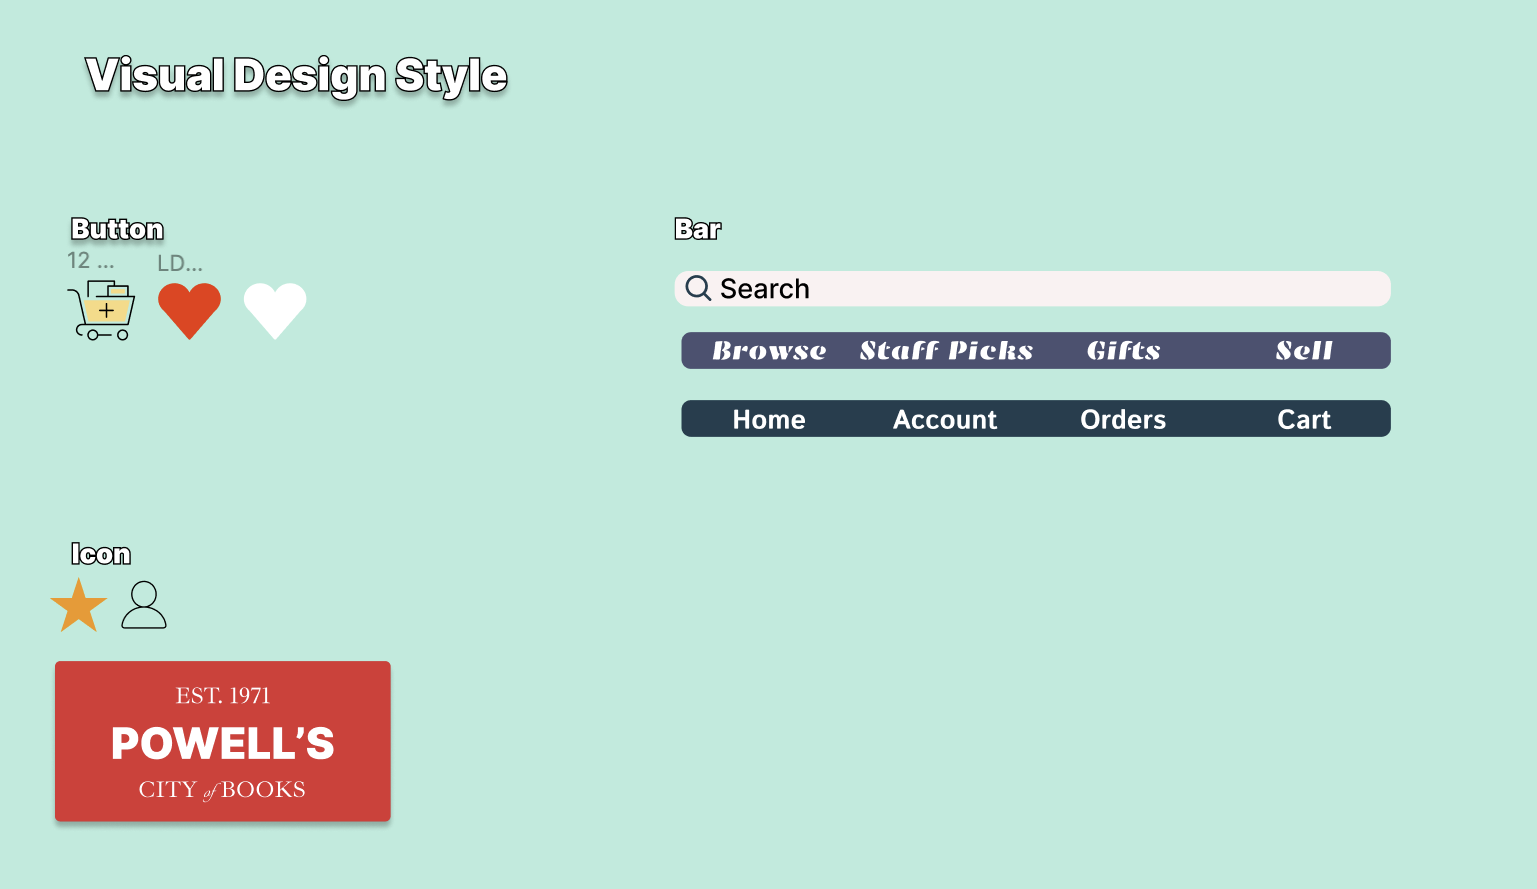 Visual Design Style
Button
12 ...
LD...
Bar
Search
Browse Staff Picks Gifts Sell
Home Account Orders Cart
Icon
EST. 1971
POWELL’S
CITY of BOOKS